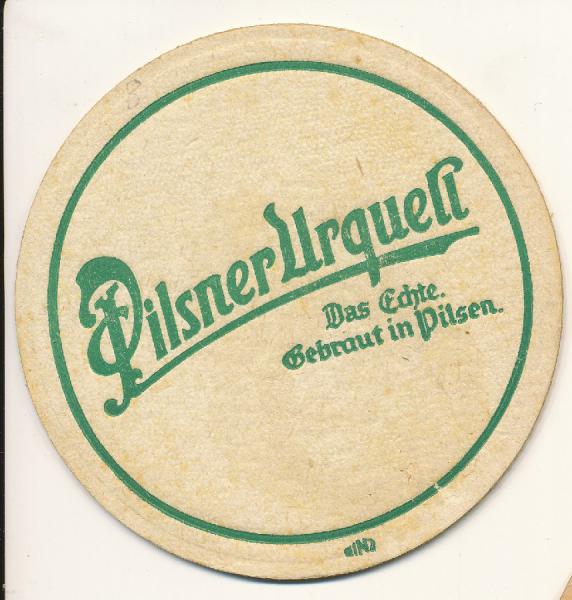 Pilsner Urquell
Das Echte.
Gebraut in Pilsen.